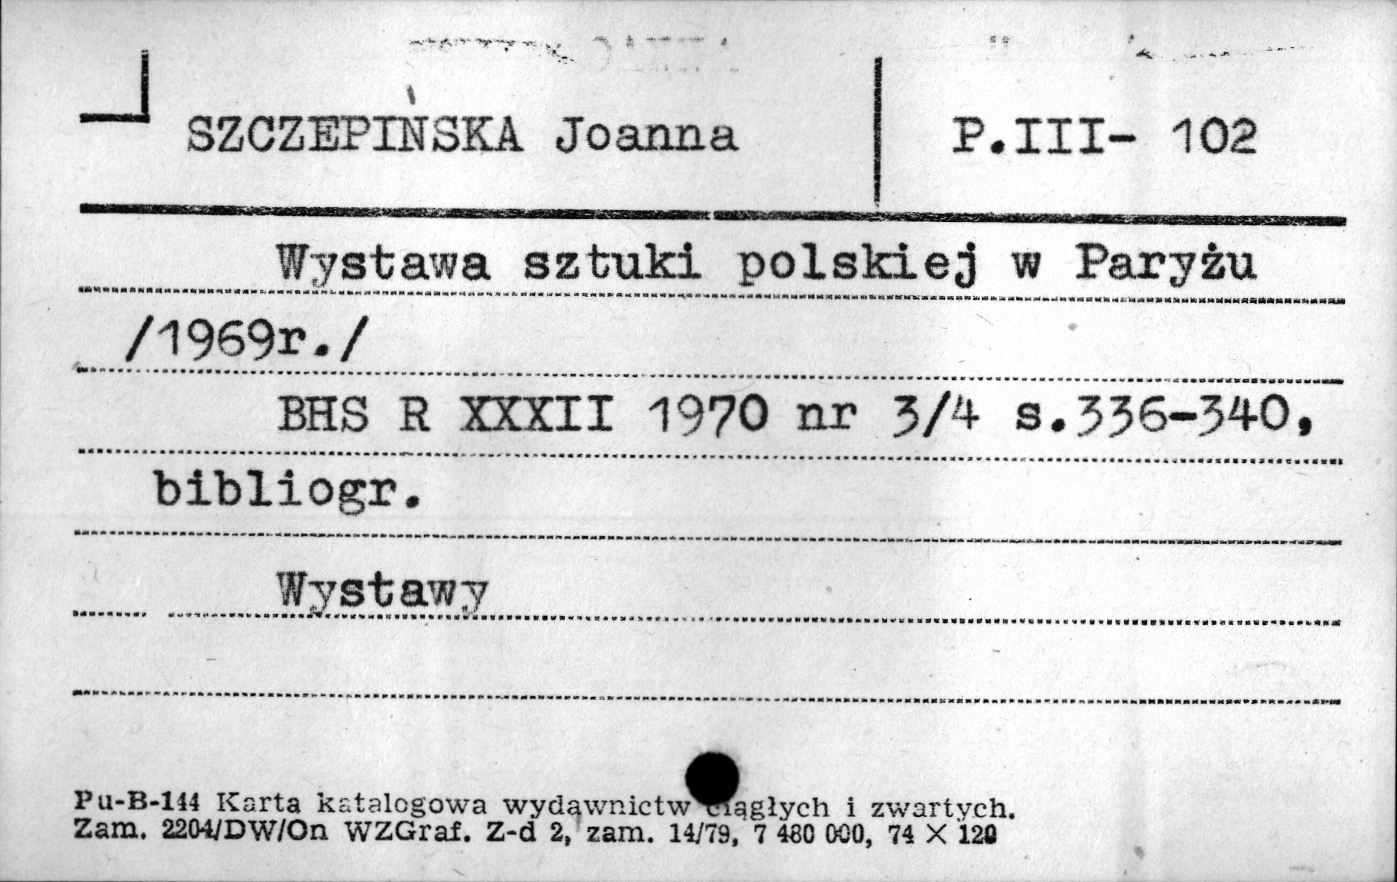 SZCZEPIŃSKA Joanna
P.III- 102
Wystawa sztuki polskiej w Paryżu
/1969r./
BHS R XXXII 1970 nr 3/4 s.336-340,
bibliogr.
Wystawy
Pu-B-144 Karta katalogowa wydawnictw ciągłych i zwartych.
Zam. 2204/DW/On WZGraf. Z-d 2, zam. 14/79, 7 480 000, 74 X 120